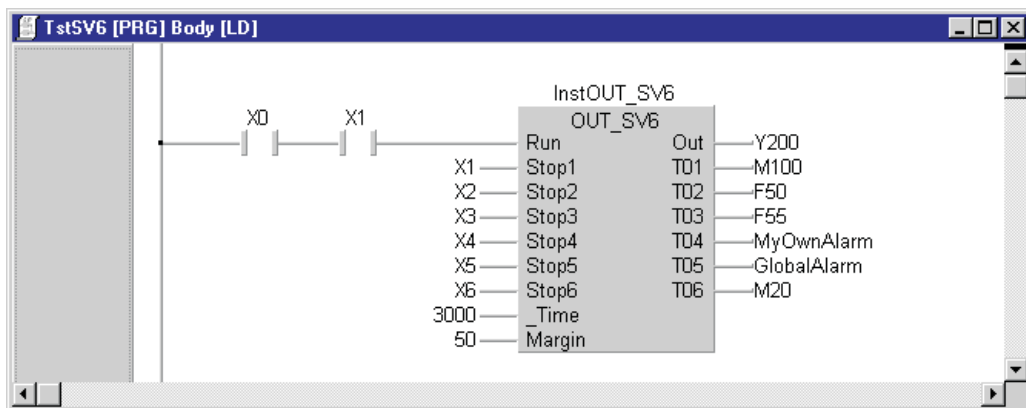 TstSV6 [PRG] Body [LD]
InstOUT_SV6
X0 X1 OUT_SV6
Run Out Y200
X1 Stop1 T01 M100
X2 Stop2 T02 F50
X3 Stop3 T03 F55
X4 Stop4 T04 MyOwnAlarm
X5 Stop5 T05 GlobalAlarm
X6 Stop6 T06 M20
3000 _Time
50 Margin